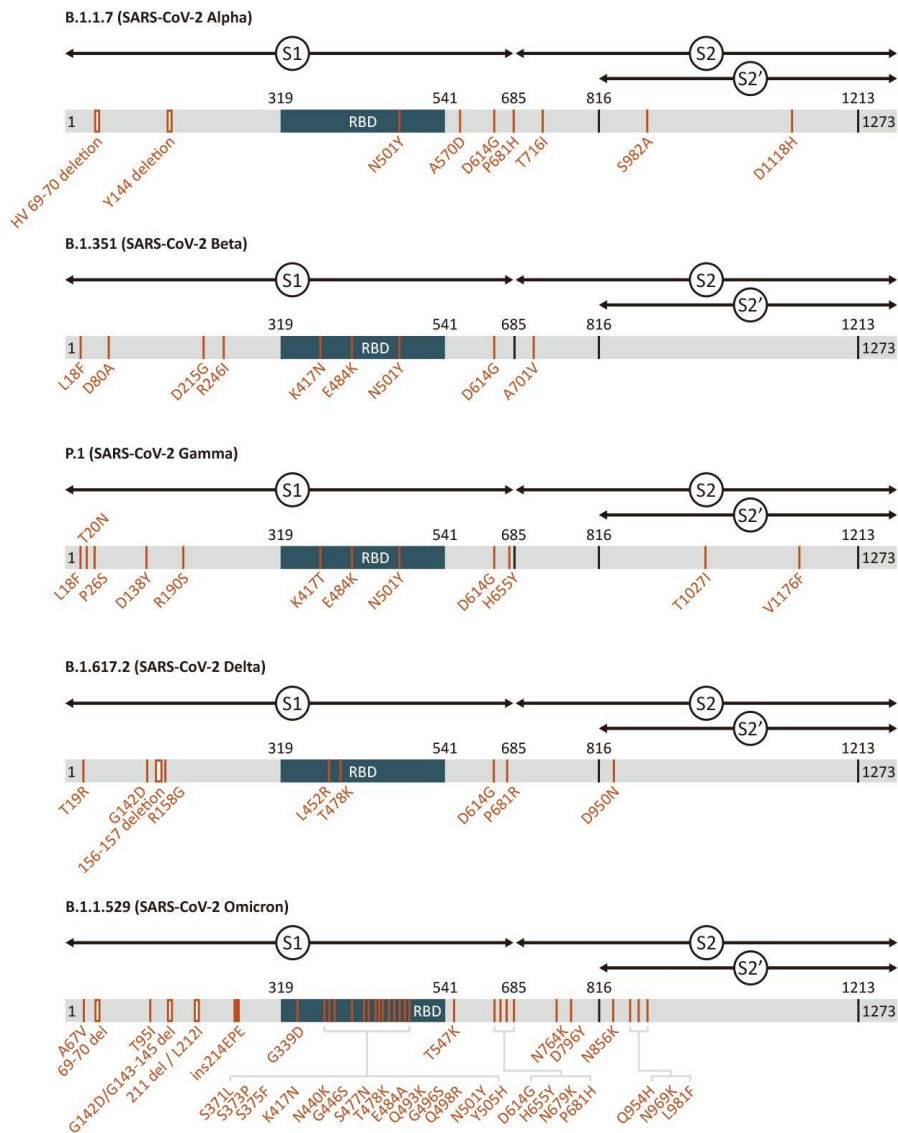 B.1.1.7 (SARS-CoV-2 Alpha)
S1
S2
S2’
319
541
685
816
1213
1
RBD
1273
HV 69-70 deletion
Y144 deletion
N501Y
A570D
D614G
P681H
T716I
S982A
D1118H
B.1.351 (SARS-CoV-2 Beta)
S1
S2
S2’
319
541
685
816
1213
1
RBD
1273
L18F
D80A
D215G
R246I
K417N
E484K
N501Y
D614G
A701V
P.1 (SARS-CoV-2 Gamma)
S1
S2
S2’
T20N
319
541
685
816
1213
1
RBD
1273
L18F
P26S
D138Y
R190S
K417T
E484K
N501Y
D614G
H655Y
T1027I
V1176F
B.1.617.2 (SARS-CoV-2 Delta)
S1
S2
S2’
319
541
685
816
1213
1
RBD
1273
T19R
G142D
156-157 deletion
R158G
L452R
T478K
D614G
P681R
D950N
B.1.1.529 (SARS-CoV-2 Omicron)
S1
S2
S2’
319
541
685
816
1213
1
RBD
1273
A67V
69-70 del
T95I
G142D/G143-145 del
211 del / L212I
ins214EPE
G339D
T547K
N764K
D796Y
N856K
S371L
S373P
S375F
K417N
N440K
G446S
S477N
T478K
E484A
Q493K
G496S
Q498R
N501Y
Y505H
D614G
H655Y
N679K
P681H
Q954H
N969K
L981F